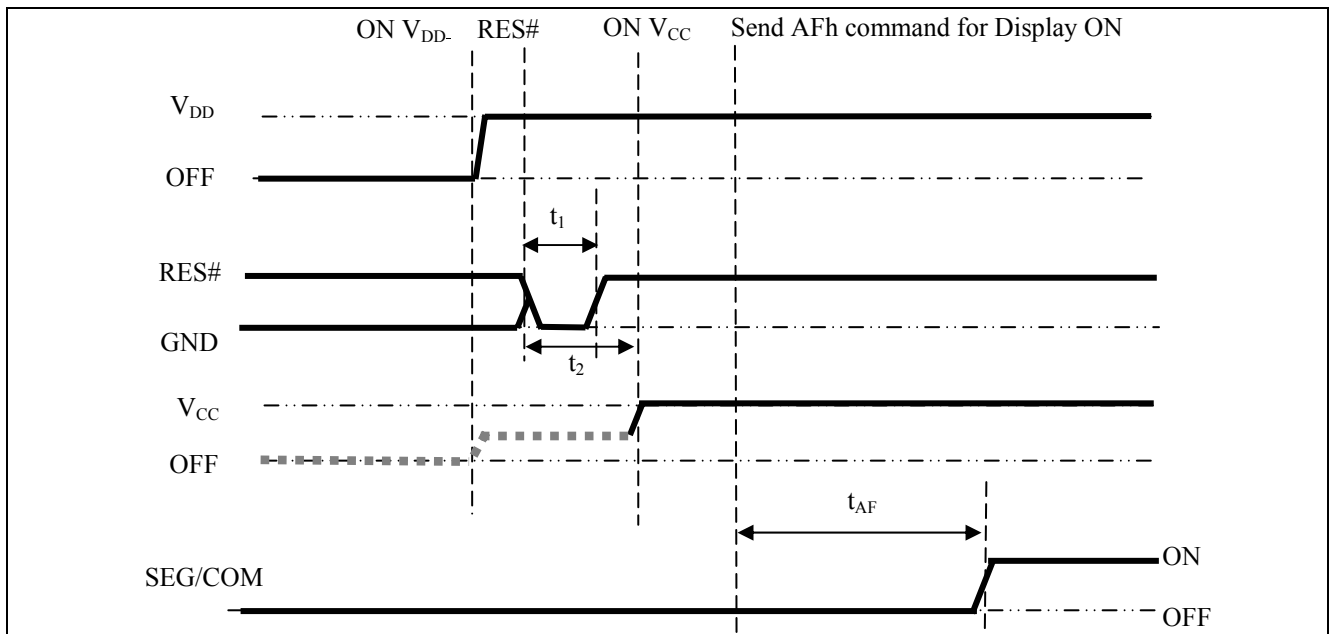 ON VDD- RES# ON VCC Send AFh command for Display ON
VDD
OFF
t1
RES#
GND
t2
VCC
OFF
tAF
ON
SEG/COM
OFF